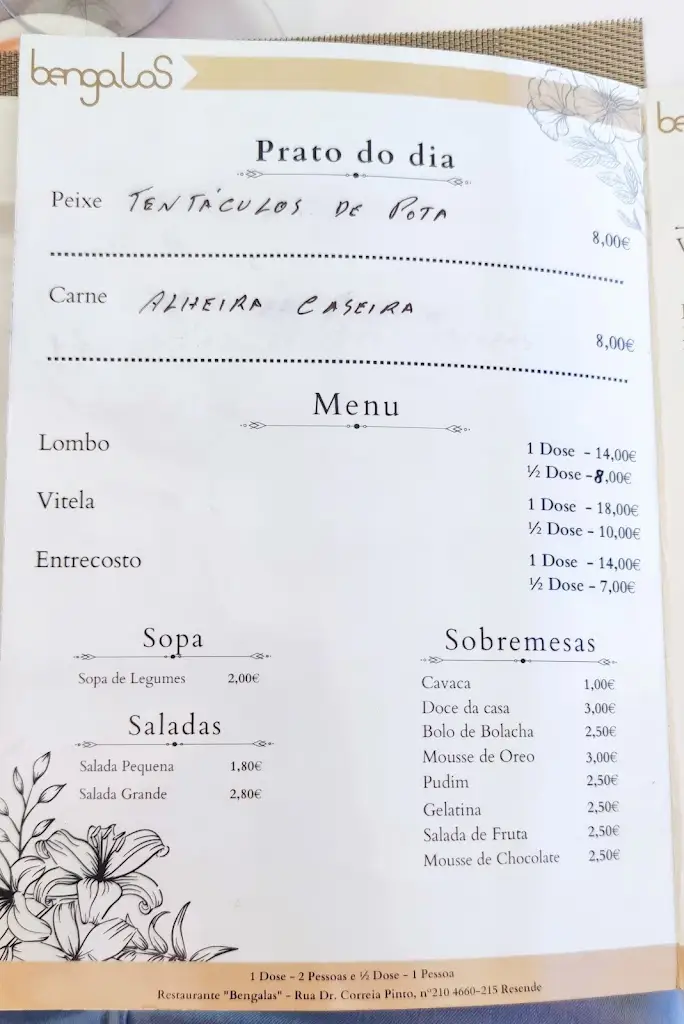 bengaloS
Prato do dia
Peixe TENTÁCULOS DE POTA
8,00€
Carne ALHEIRA CASEIRA
8,00€
Menu
Lombo
1 Dose - 14,00€
½ Dose -8,00€
Vitela
1 Dose - 18,00€
½ Dose - 10,00€
Entrecosto
1 Dose - 14,00€
½ Dose - 7,00€
Sopa
Sopa de Legumes 2,00€
Saladas
Salada Pequena 1,80€
Salada Grande 2,80€
Sobremesas
Cavaca 1,00€
Doce da casa 3,00€
Bolo de Bolacha 2,50€
Mousse de Oreo 3,00€
Pudim 2,50€
Gelatina 2,50€
Salada de Fruta 2,50€
Mousse de Chocolate 2,50€
1 Dose - 2 Pessoas e ½ Dose - 1 Pessoa
Restaurante "Bengalas" - Rua Dr. Correia Pinto, nº210 4660-215 Resende
be